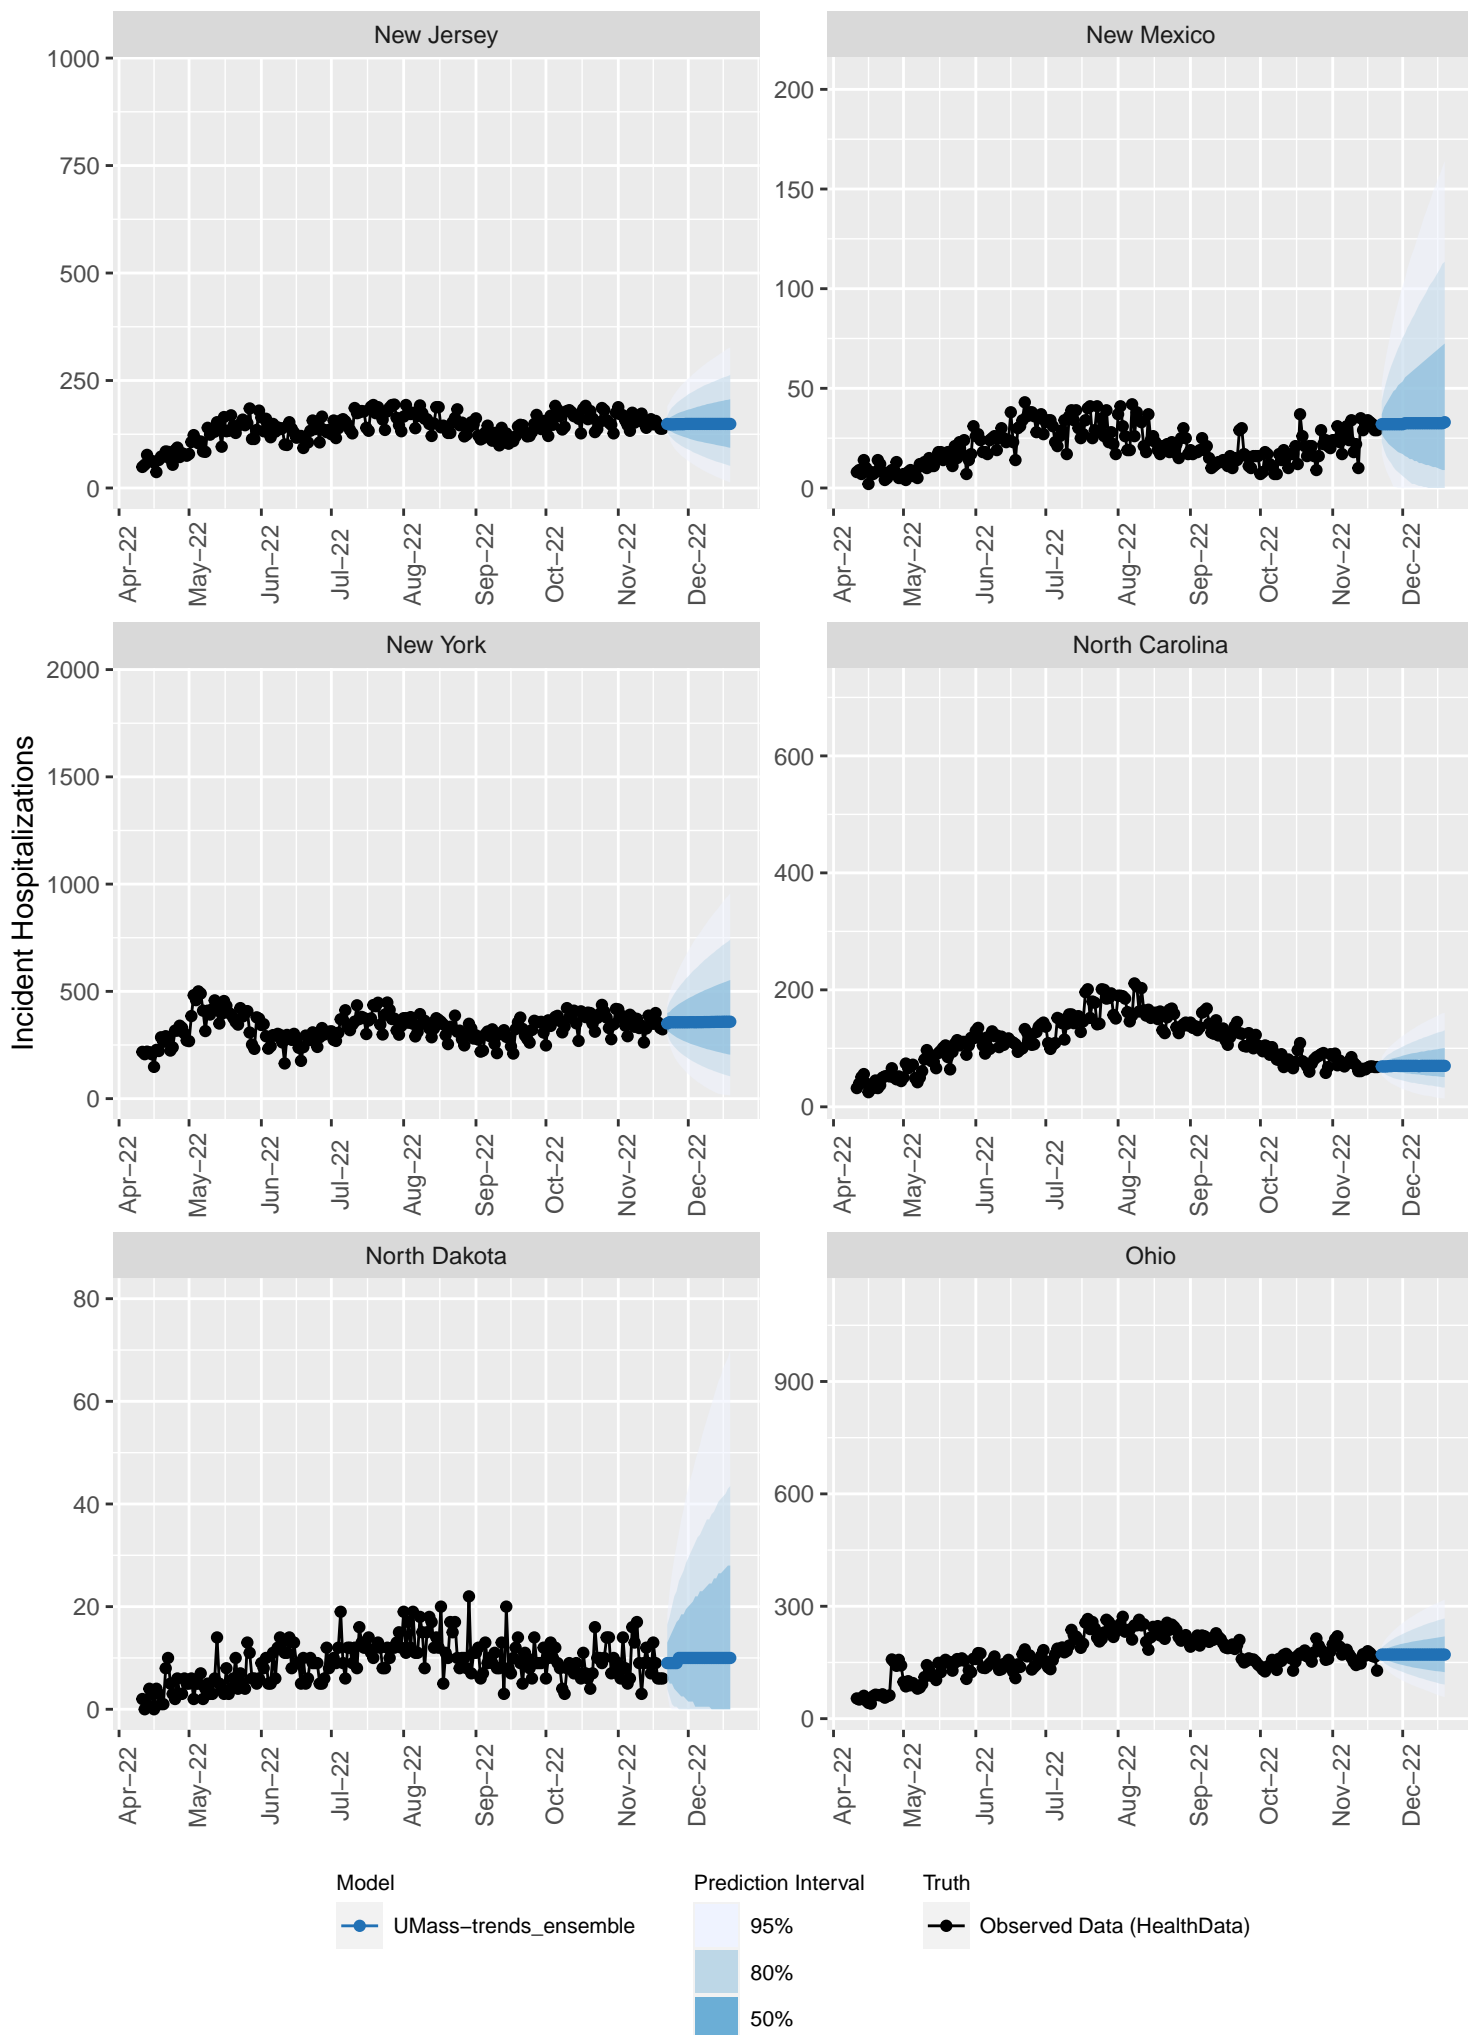 New Jersey
New Mexico
1000
750
500
250
0
200
150
100
50
0
Apr−22
May−22
Jun−22
Jul−22
Aug−22
Sep−22
Oct−22
Nov−22
Dec−22
Apr−22
May−22
Jun−22
Jul−22
Aug−22
Sep−22
Oct−22
Nov−22
Dec−22
Incident Hospitalizations
New York
North Carolina
2000
1500
1000
500
0
600
400
200
0
Apr−22
May−22
Jun−22
Jul−22
Aug−22
Sep−22
Oct−22
Nov−22
Dec−22
Apr−22
May−22
Jun−22
Jul−22
Aug−22
Sep−22
Oct−22
Nov−22
Dec−22
North Dakota
Ohio
80
60
40
20
0
900
600
300
0
Apr−22
May−22
Jun−22
Jul−22
Aug−22
Sep−22
Oct−22
Nov−22
Dec−22
Apr−22
May−22
Jun−22
Jul−22
Aug−22
Sep−22
Oct−22
Nov−22
Dec−22
Model
UMass−trends_ensemble
Prediction Interval
95%
80%
50%
Truth
Observed Data (HealthData)